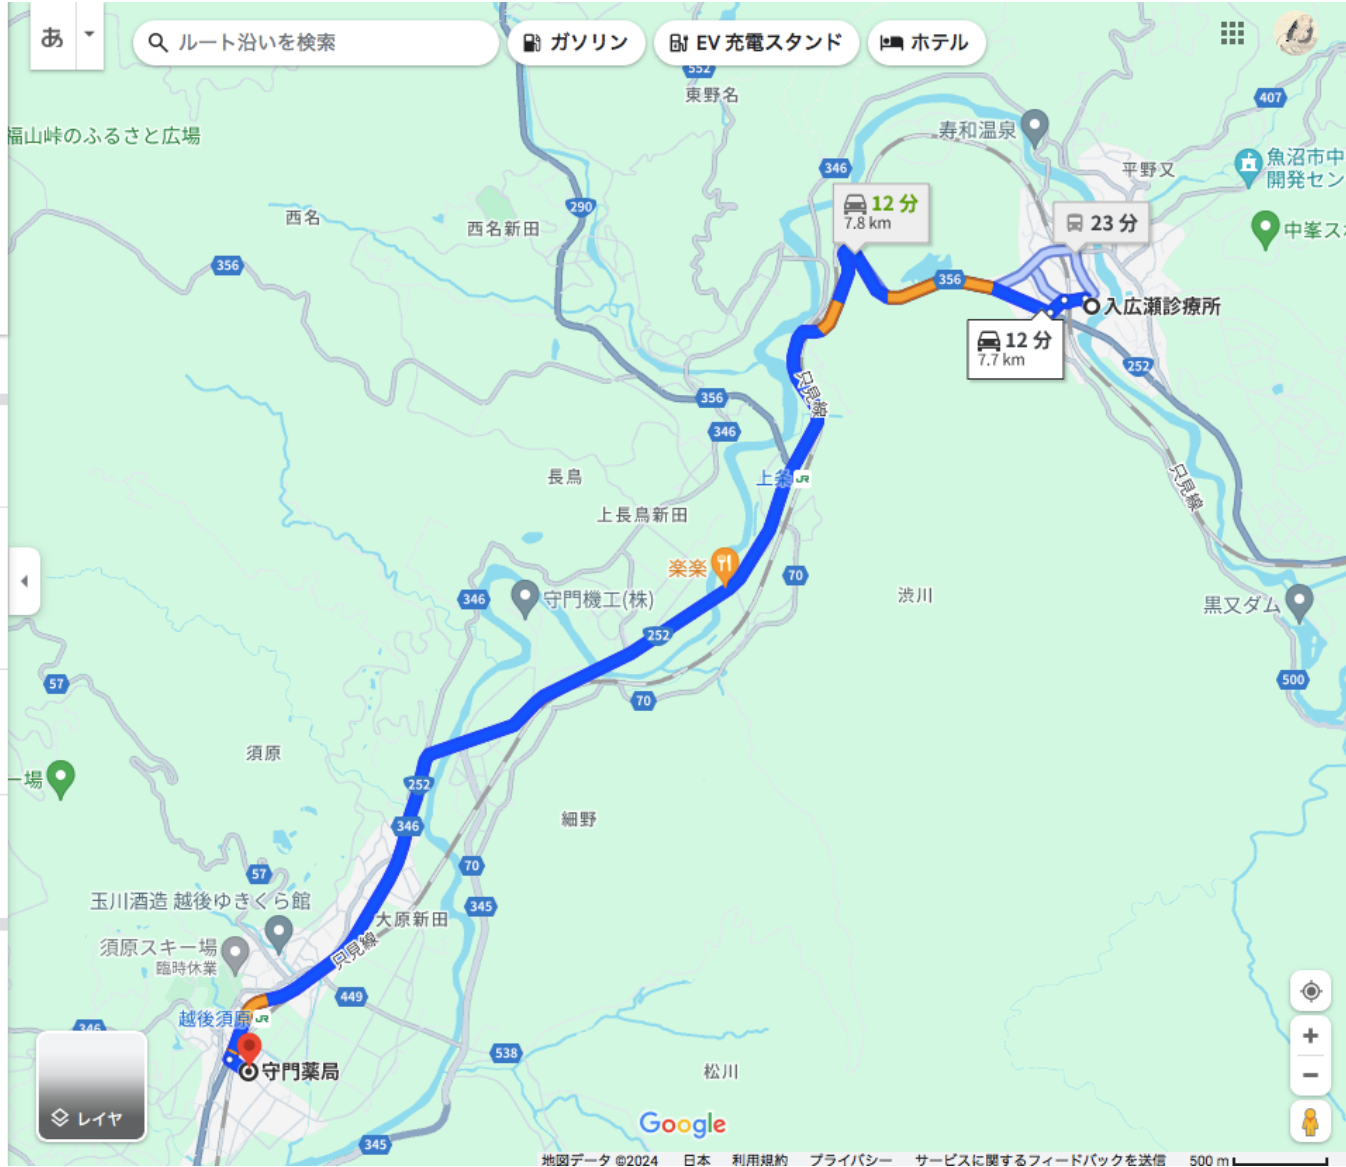 あ
ルート沿いを検索
ガソリン
EV 充電スタンド
ホテル
552
東野名
407
福山峠のふるさと広場
寿和温泉
346
平野又
魚沼市中
開発セン
290
12 分
7.8 km
西名
西名新田
23 分
中峯スポ
356
356
入広瀬診療所
12 分
7.7 km
252
只見線
356
346
上条
JR
長鳥
只見線
上長鳥新田
楽楽
70
346
守門機工(株)
渋川
黒又ダム
252
57
500
70
須原
ー場
252
346
細野
57
70
玉川酒造 越後ゆきくら館
345
大原新田
須原スキー場
臨時休業
只見線
449
越後須原
JR
346
538
守門薬局
松川
レイヤ
Google
345
地図データ ©2024
日本
利用規約
プライバシー
サービスに関するフィードバックを送信
500 m